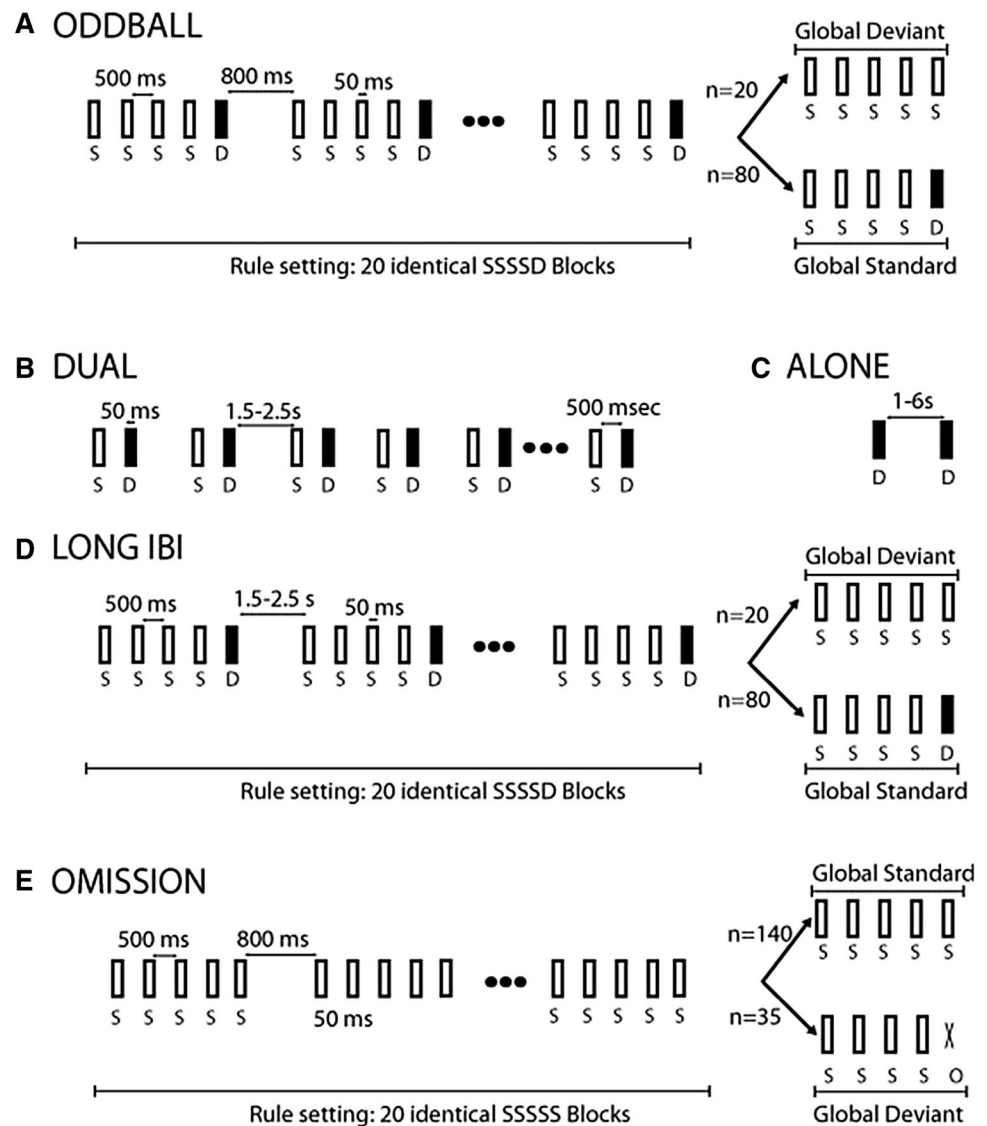 A ODDBALL
Global Deviant
500 ms 800 ms 50 ms
n=20
S S S S S
S S S S D S S S S D S S S S D
n=80
S S S S D
Rule setting: 20 identical SSSSD Blocks
Global Standard
B DUAL
50 ms 1.5-2.5s 500 msec
S D S D S D S D S D S D
C ALONE
1-6s
D D
D LONG IBI
Global Deviant
500 ms 1.5-2.5 s 50 ms
n=20
S S S S S
S S S S D S S S S D S S S S D
n=80
S S S S D
Rule setting: 20 identical SSSSD Blocks
Global Standard
E OMISSION
Global Standard
500 ms 800 ms
n=140
S S S S S
S S S S S 50 ms S S S S S
n=35
X
S S S S O
Rule setting: 20 identical SSSSS Blocks
Global Deviant